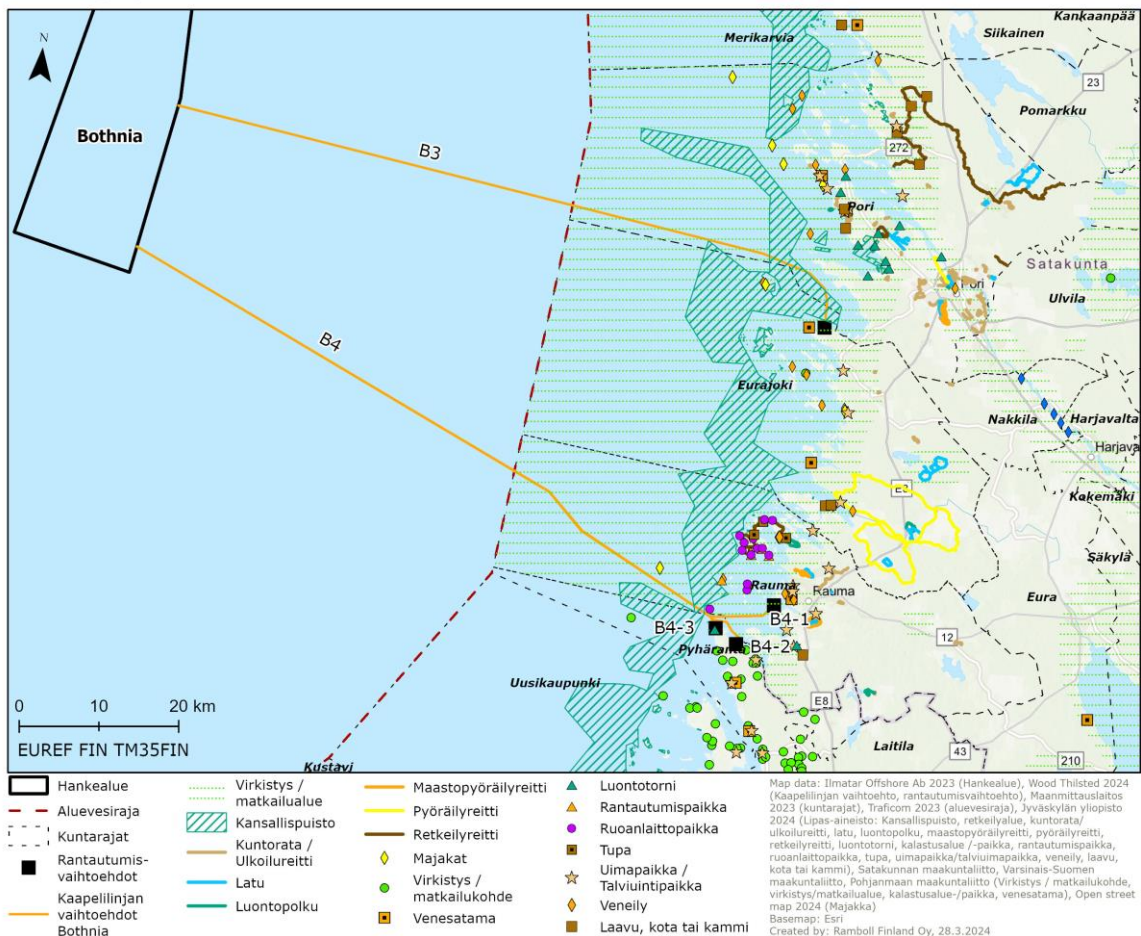 Kankaanpää
Merikarvia
Siikainen
N
23
Bothnia
Pomarkku
B3
272
Pori
Satakunta
Pori
Ulvila
B4
Eurajoki
Nakkila
Harjavalta
Harjava
E8
Kokemäki
Säkylä
Rauma
Rauma
Eura
B4-1
B4-3
12
B4-2
Pyhäranta
Uusikaupunki
0 10 20 km
E8
Laitila
43
EUREF FIN TM35FIN
210
Kustavi
Hankealue
Aluevesiraja
Kuntarajat
Rantautumis-
vaihtoehdot
Kaapelilinjan
vaihtoehdot
Bothnia
Virkistys /
matkailualue
Kansallispuisto
Kuntorata /
Ulkoilureitti
Latu
Luontopolku
Maastopyöräilyreitti
Pyöräilyreitti
Retkeilyreitti
Majakat
Virkistys /
matkailukohde
Venesatama
Luontotorni
Rantautumispaikka
Ruoanlaittopaikka
Tupa
Uimapaikka /
Talviuintipaikka
Veneily
Laavu, kota tai kammi
Map data: Ilmatar Offshore Ab 2023 (Hankealue), Wood Thilsted 2024
(Kaapelilinjan vaihtoehto, rantautumisvaihtoehto), Maanmittauslaitos
2023 (kuntarajat), Traficom 2023 (aluevesiraja), Jyväskylän yliopisto
2024 (Lipas-aineisto: Kansallispuisto, retkeilyalue, kuntorata/
ulkoilureitti, latu, luontopolku, maastopyöräilyreitti, pyöräilyreitti,
retkeilyreitti, luontotorni, kalastusalue /-paikka, rantautumispaikka,
ruoanlaittopaikka, tupa, uimapaikka/talviuimapaikka, veneily, laavu,
kota tai kammi), Satakunnan maakuntaliitto, Varsinais-Suomen
maakuntaliitto, Pohjanmaan maakuntaliitto (Virkistys / matkailukohde,
virkistys/matkailualue, kalastusalue-/paikka, venesatama), Open street
map 2024 (Majakka)
Basemap: Esri
Created by: Ramboll Finland Oy, 28.3.2024